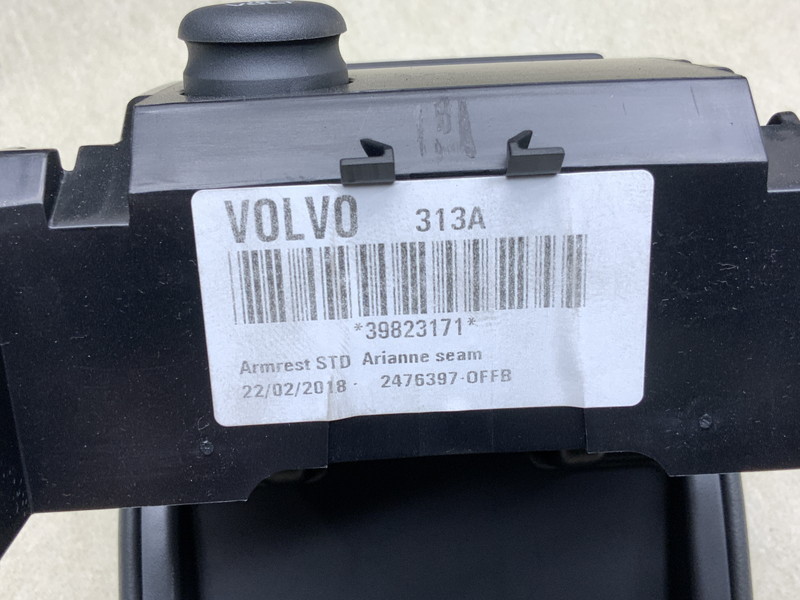 VOLVO 313A
*39823171*
Armrest STD Arianne seam
22/02/2018- 2476397-OFFB